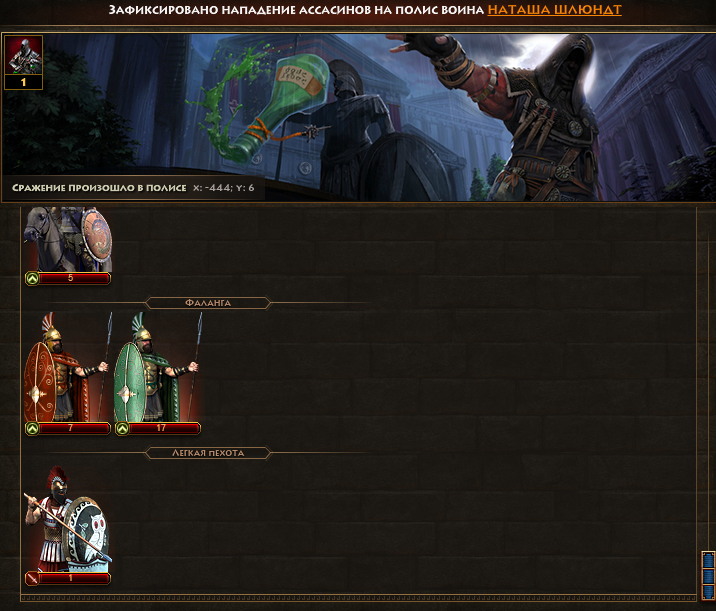 Зафиксировано нападение ассасинов на полис воина Наташа Шлюндт
1
Сражение произошло в Полисе X: -444; Y: 6
5
Фаланга
7 17
Легкая пехота
1